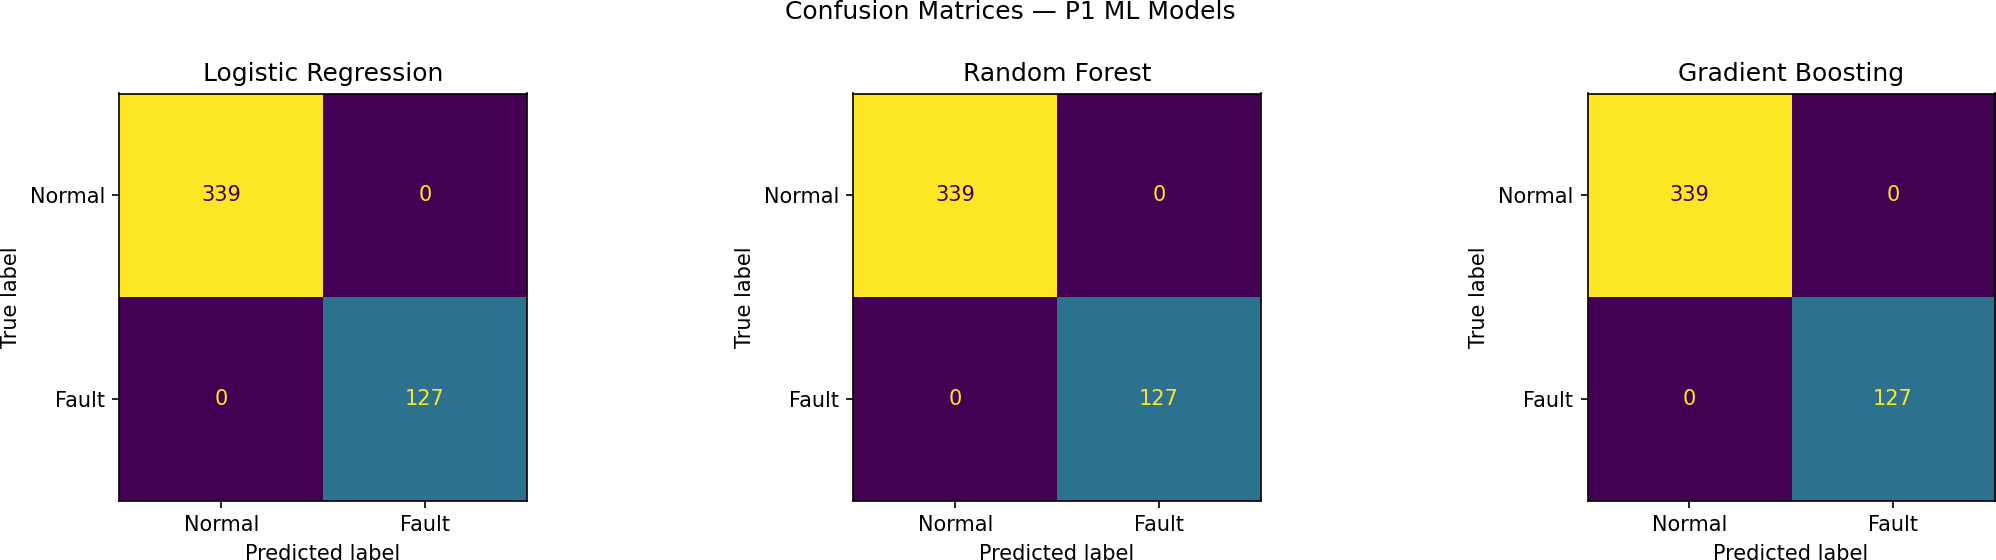 Confusion Matrices — P1 ML Models
Logistic Regression
True label
Normal
339
0
Fault
0
127
Normal
Fault
Predicted label
Random Forest
True label
Normal
339
0
Fault
0
127
Normal
Fault
Predicted label
Gradient Boosting
True label
Normal
339
0
Fault
0
127
Normal
Fault
Predicted label